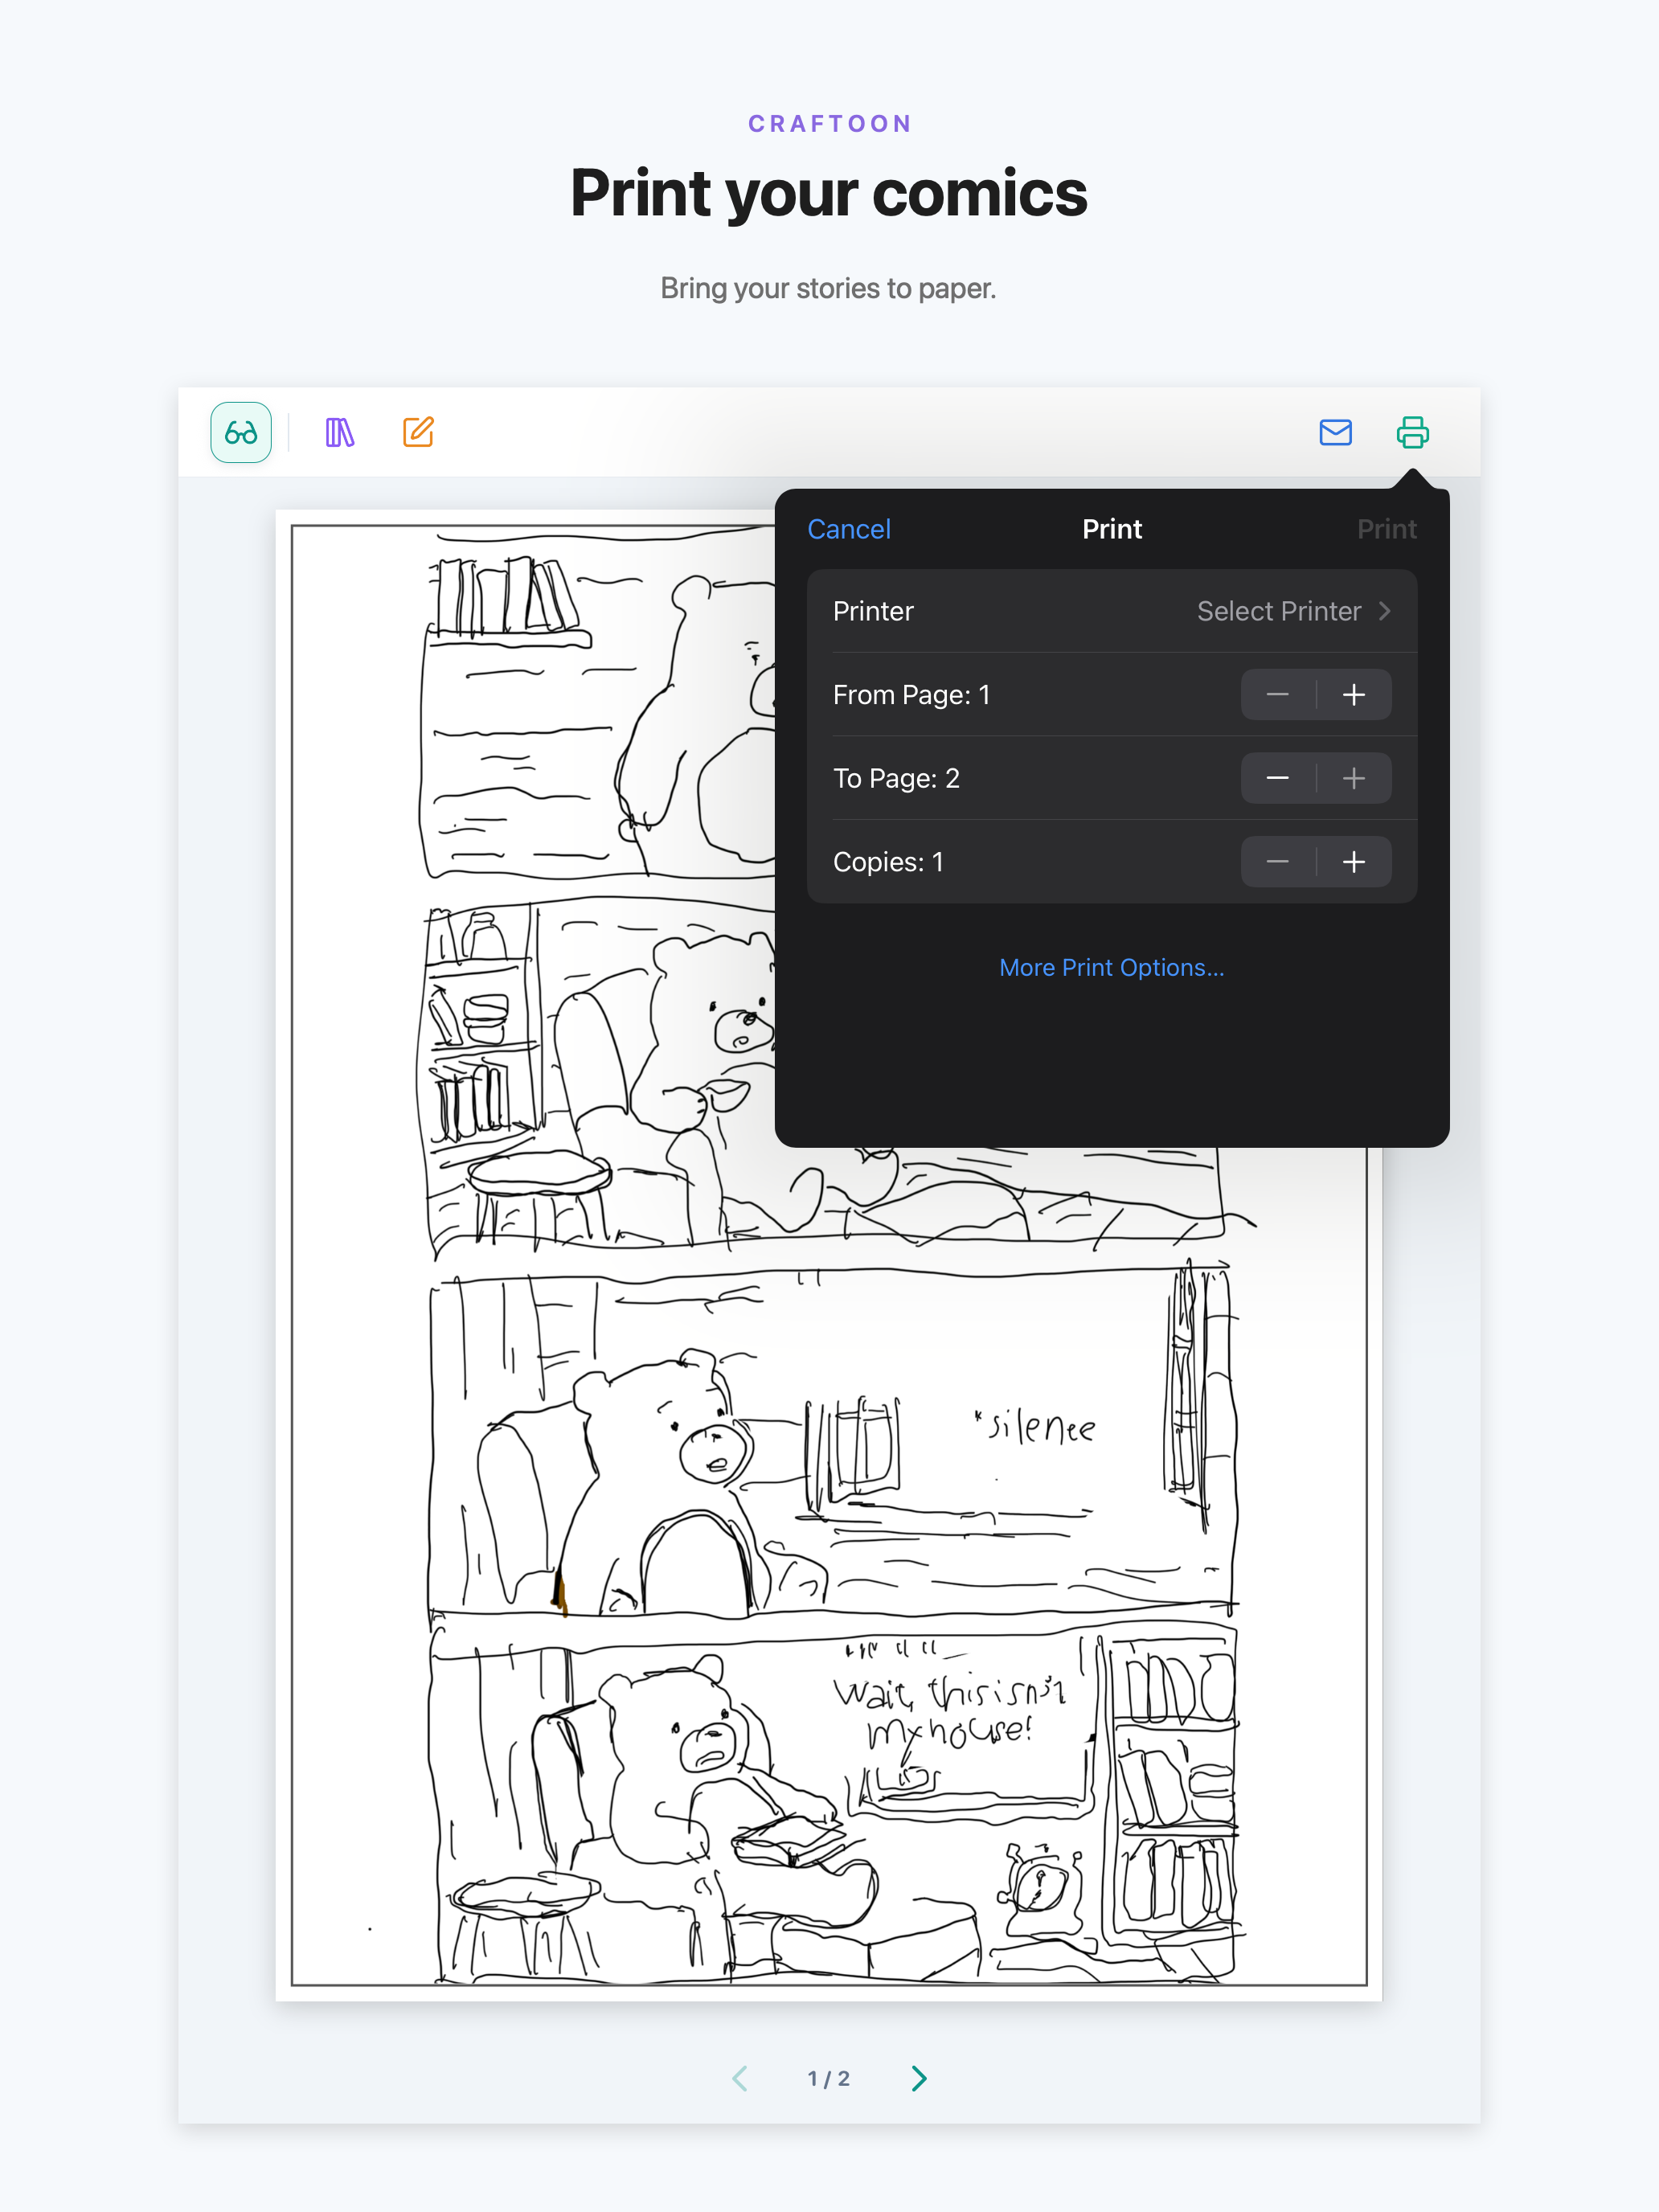 CRAFTOON
Print your comics
Bring your stories to paper.
Cancel Print Print
Printer Select Printer
From Page: 1
To Page: 2
Copies: 1
More Print Options...
*silence
Wait, this isn't
my house!
1 / 2